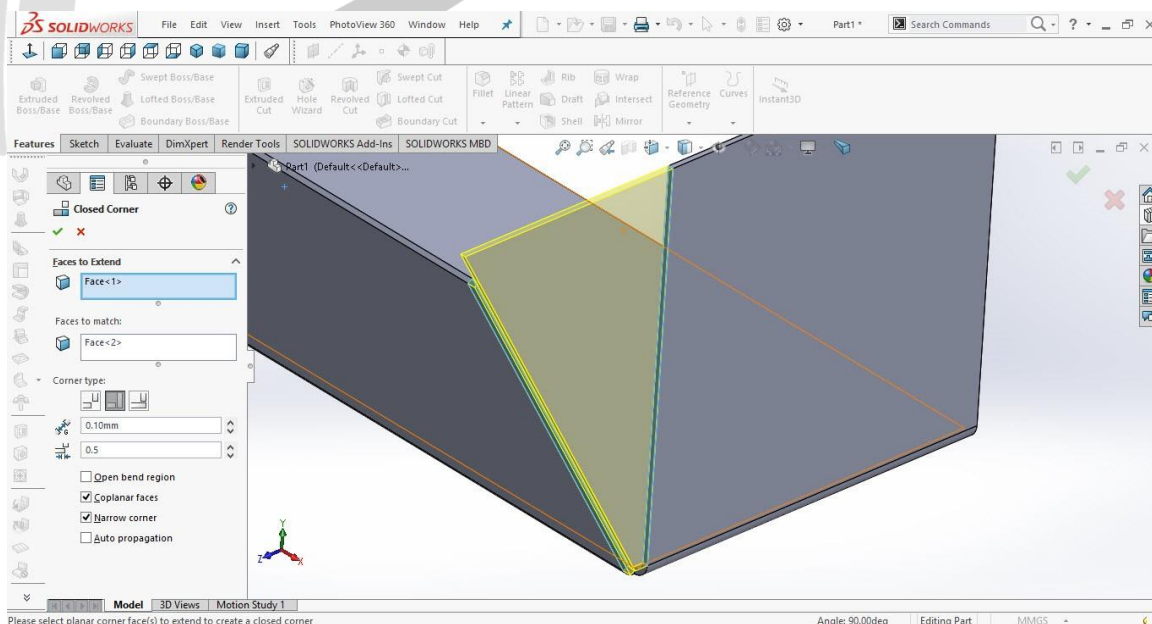 SOLIDWORKS File Edit View Insert Tools PhotoView 360 Window Help Part1 * Search Commands ?
Extruded Boss/Base
Revolved Boss/Base
Swept Boss/Base
Lofted Boss/Base
Boundary Boss/Base
Extruded Cut
Hole Wizard
Revolved Cut
Swept Cut
Lofted Cut
Boundary Cut
Fillet
Linear Pattern
Rib
Draft
Shell
Wrap
Intersect
Mirror
Reference Geometry
Curves
Instant3D
Features Sketch Evaluate DimXpert Render Tools SOLIDWORKS Add-Ins SOLIDWORKS MBD
Part1 (Default<<Default>...
Closed Corner
Faces to Extend
Face<1>
Faces to match:
Face<2>
Corner type:
0.10mm
0.5
Open bend region
Coplanar faces
Narrow corner
Auto propagation
Y
Z X
Model 3D Views Motion Study 1
Please select planar corner face(s) to extend to create a closed corner Angle: 90.00deg Editing Part MMGS